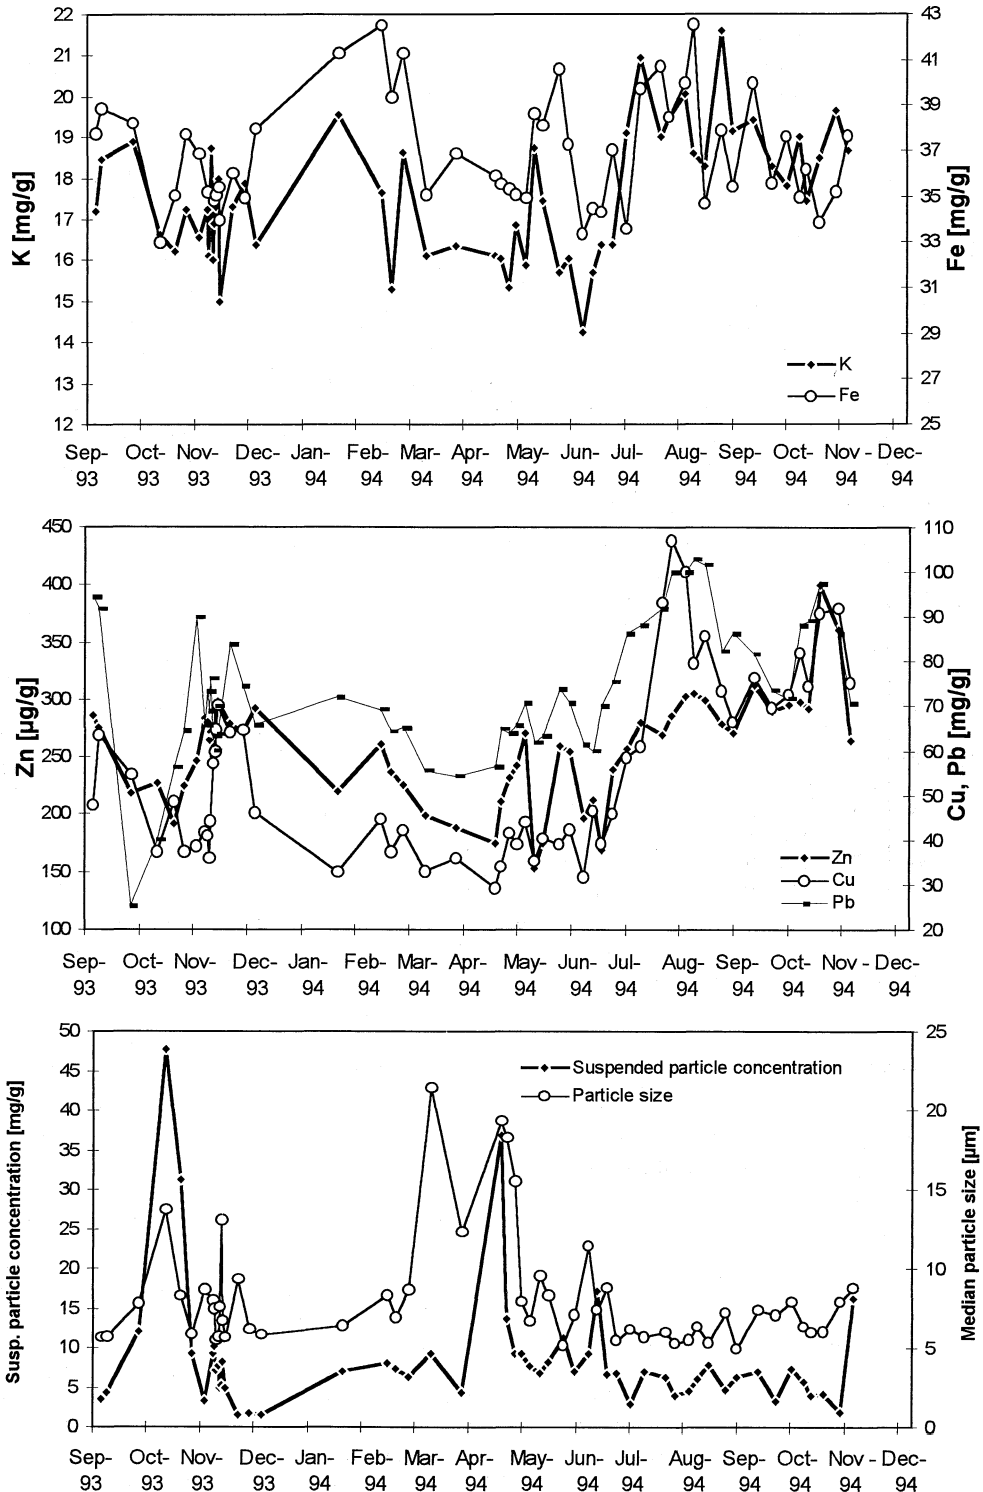 22
21
20
19
18
17
16
15
14
13
12
K [mg/g]
43
41
39
37
35
33
31
29
27
25
Fe [mg/g]
K
Fe
Sep- Oct- Nov- Dec- Jan- Feb- Mar- Apr- May- Jun- Jul- Aug- Sep- Oct- Nov - Dec-
93 93 93 93 94 94 94 94 94 94 94 94 94 94 94 94
450
400
350
300
250
200
150
100
Zn [µg/g]
110
100
90
80
70
60
50
40
30
20
Cu, Pb [mg/g]
Zn
Cu
Pb
Sep- Oct- Nov- Dec- Jan- Feb- Mar- Apr- May- Jun- Jul- Aug- Sep- Oct- Nov - Dec-
93 93 93 93 94 94 94 94 94 94 94 94 94 94 94 94
50
45
40
35
30
25
20
15
10
5
0
Susp. particle concentration [mg/g]
25
20
15
10
5
0
Median particle size [µm]
Suspended particle concentration
Particle size
Sep- Oct- Nov- Dec- Jan- Feb- Mar- Apr- May- Jun- Jul- Aug- Sep- Oct- Nov - Dec-
93 93 93 93 94 94 94 94 94 94 94 94 94 94 94 94